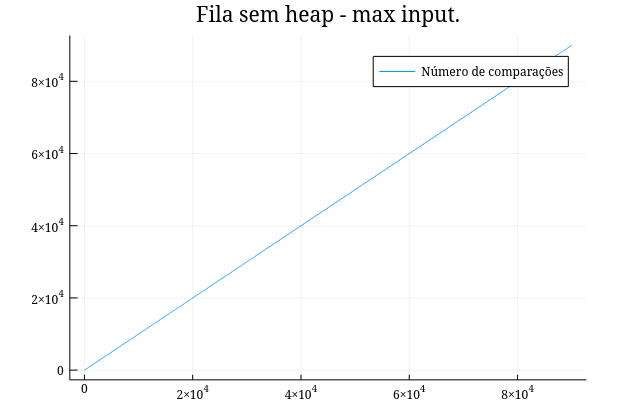 Fila sem heap - max input.
Número de comparações
8×10⁴
6×10⁴
4×10⁴
2×10⁴
0
0 2×10⁴ 4×10⁴ 6×10⁴ 8×10⁴